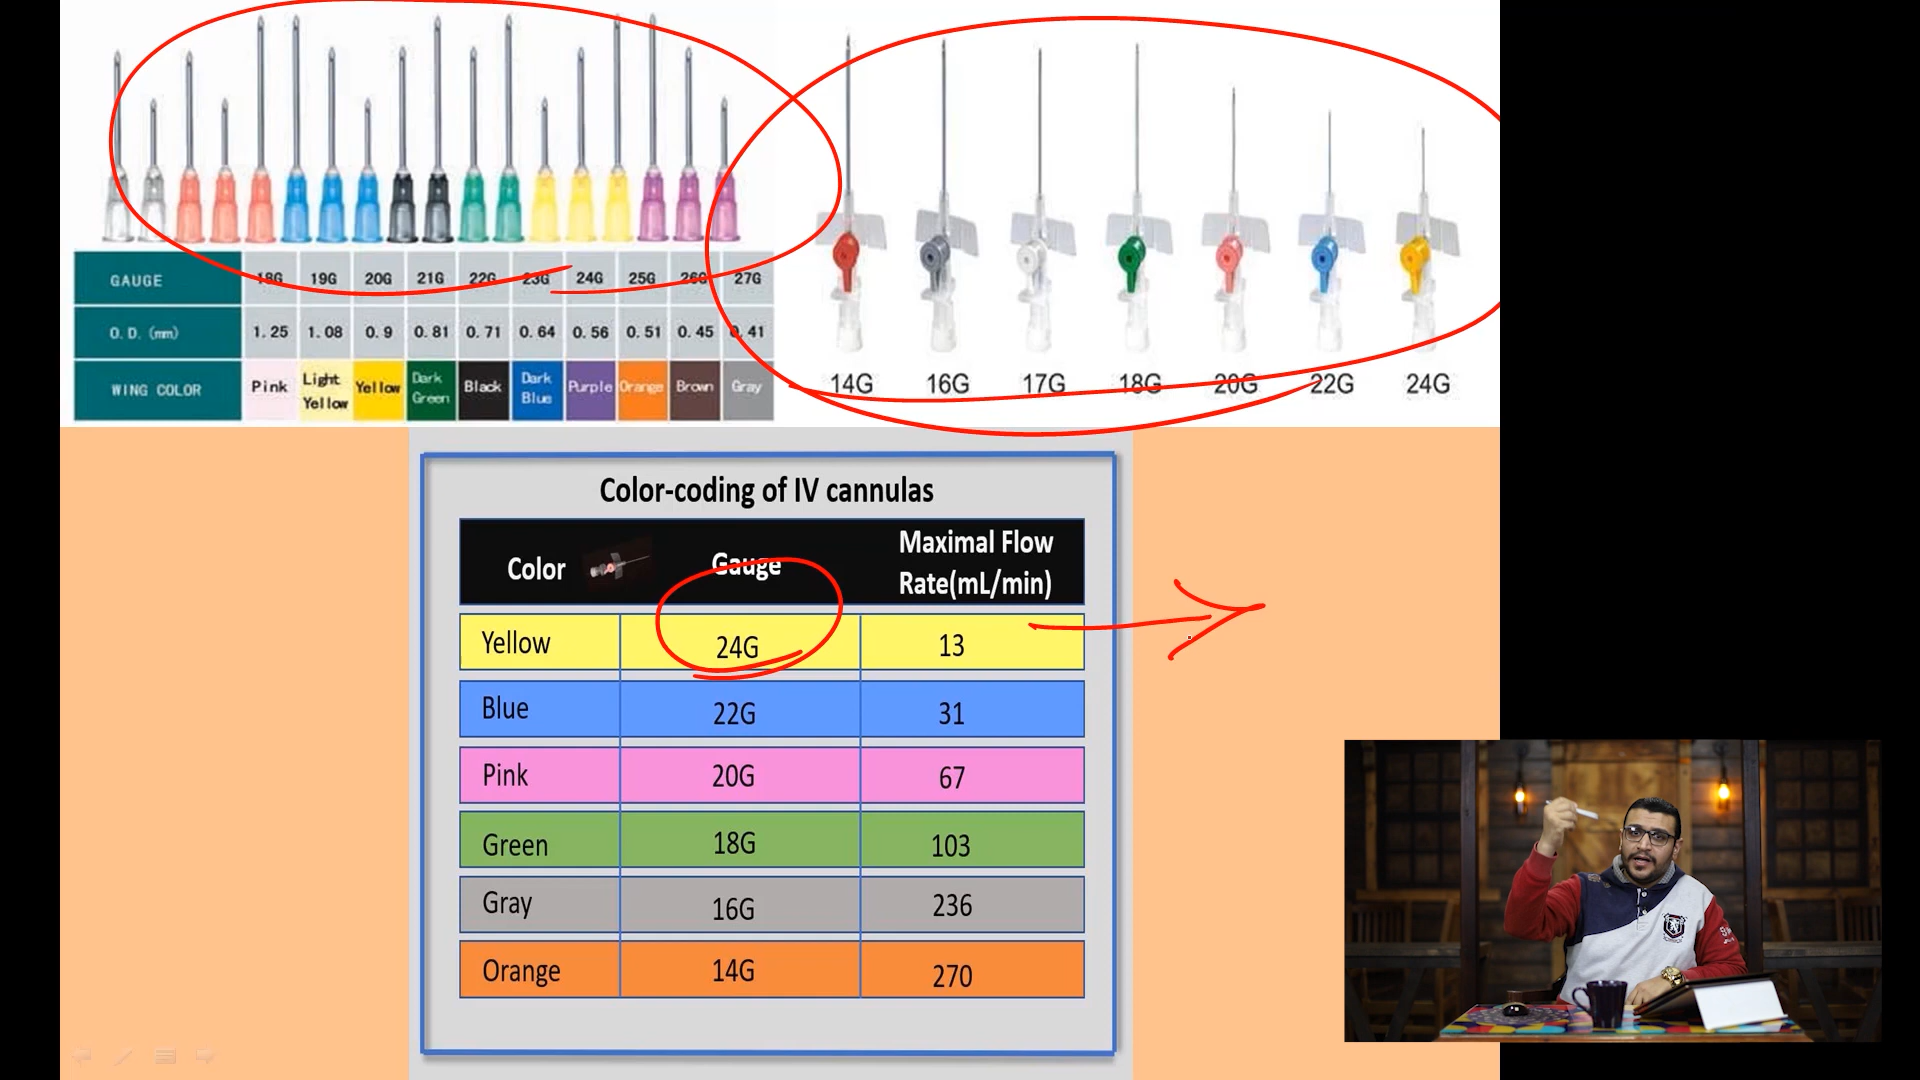 GAUGE 18G 19G 20G 21G 22G 23G 24G 25G 26G 27G
O.D.(mm) 1.25 1.08 0.9 0.81 0.71 0.64 0.56 0.51 0.45 0.41
WING COLOR Pink Light Yellow Yellow Dark Green Black Dark Blue Purple Orange Brown Gray
14G 16G 17G 18G 20G 22G 24G
Color-coding of IV cannulas
Color Gauge Maximal Flow Rate(mL/min)
Yellow 24G 13
Blue 22G 31
Pink 20G 67
Green 18G 103
Gray 16G 236
Orange 14G 270